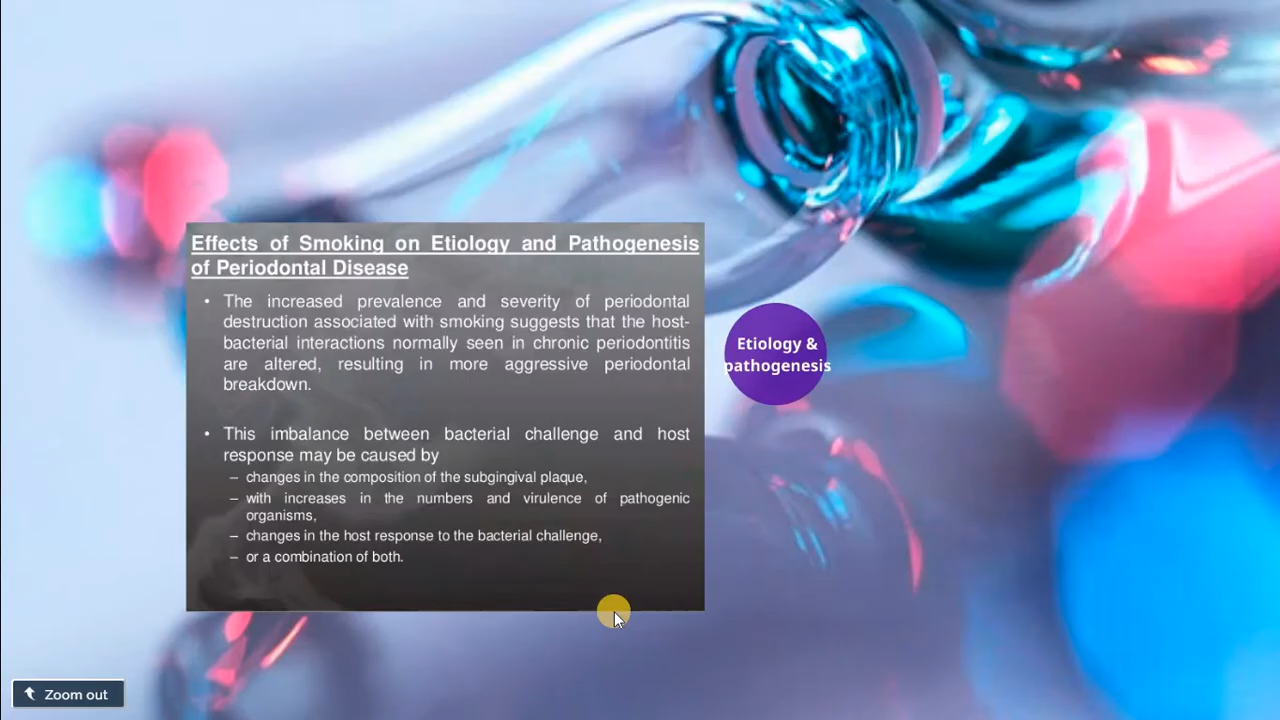 Effects of Smoking on Etiology and Pathogenesis
of Periodontal Disease
• The increased prevalence and severity of periodontal
destruction associated with smoking suggests that the host-
bacterial interactions normally seen in chronic periodontitis
are altered, resulting in more aggressive periodontal
breakdown.
• This imbalance between bacterial challenge and host
response may be caused by
– changes in the composition of the subgingival plaque,
– with increases in the numbers and virulence of pathogenic
organisms,
– changes in the host response to the bacterial challenge,
– or a combination of both.
Etiology &
pathogenesis
Zoom out